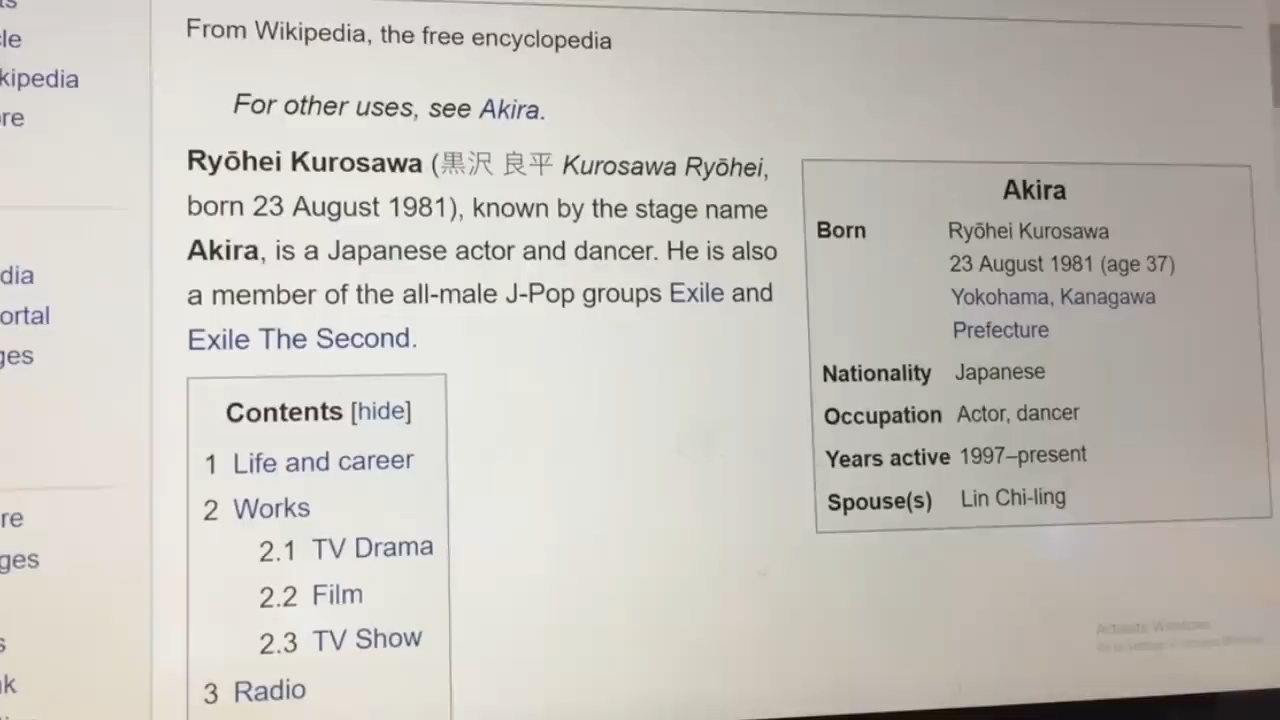 From Wikipedia, the free encyclopedia
For other uses, see Akira.
Ryōhei Kurosawa (黒沢 良平 Kurosawa Ryōhei,
born 23 August 1981), known by the stage name
Akira, is a Japanese actor and dancer. He is also
a member of the all-male J-Pop groups Exile and
Exile The Second.
Contents [hide]
1 Life and career
2 Works
2.1 TV Drama
2.2 Film
2.3 TV Show
3 Radio
Akira
Born Ryōhei Kurosawa
23 August 1981 (age 37)
Yokohama, Kanagawa
Prefecture
Nationality Japanese
Occupation Actor, dancer
Years active 1997–present
Spouse(s) Lin Chi-ling
Activate Windows